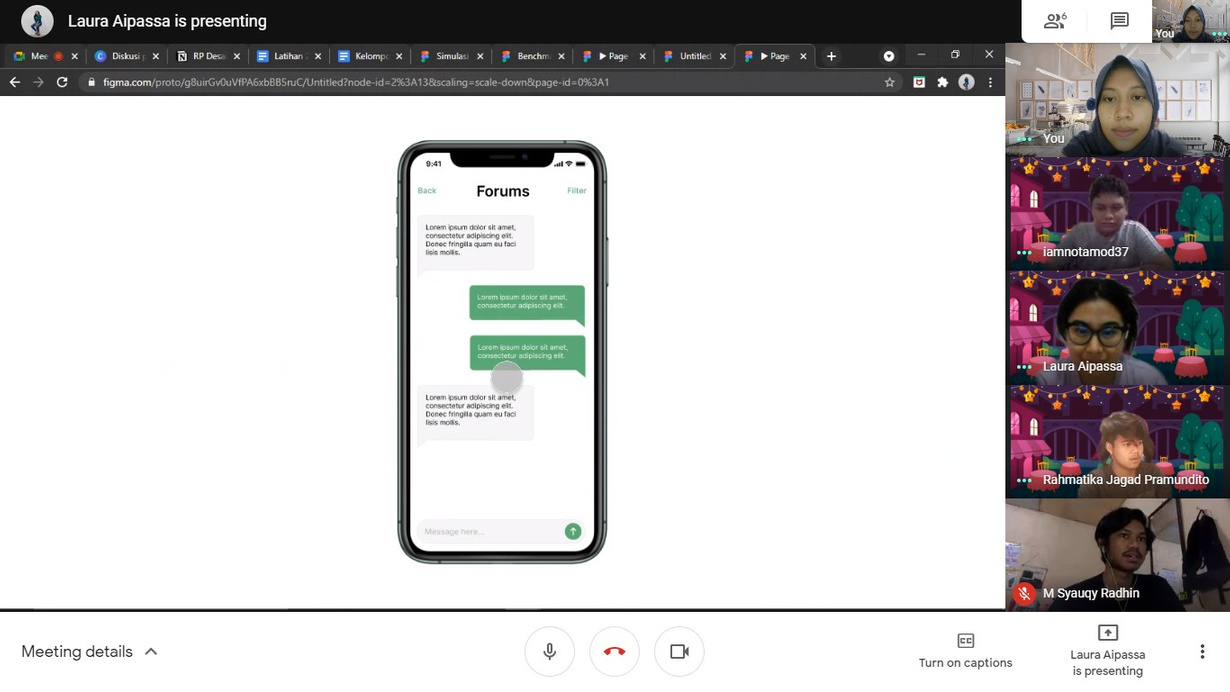 Laura Aipassa is presenting
6
You
Mee
Diskusi p
RP Desa
Latihan
Kelompo
Simulasi
Benchma
Page
Untitled
Page
figma.com/proto/g8uirGv0uVfPA6xbBB5ruC/Untitled?node-id=2%3A13&scaling=scale-down&page-id=0%3A1
9:41
Back
Forums
Filter
Lorem ipsum dolor sit amet,
consectetur adipiscing elit.
Donec fringilla quam eu faci
lisis mollis.
Lorem ipsum dolor sit amet,
consectetur adipiscing elit.
Lorem ipsum dolor sit amet,
consectetur adipiscing elit.
Lorem ipsum dolor sit amet,
consectetur adipiscing elit.
Donec fringilla quam eu faci
lisis mollis.
Message here...
You
iamnotamod37
Laura Aipassa
Rahmatika Jagad Pramundito
M Syauqy Radhin
Meeting details
CC
Turn on captions
Laura Aipassa
is presenting